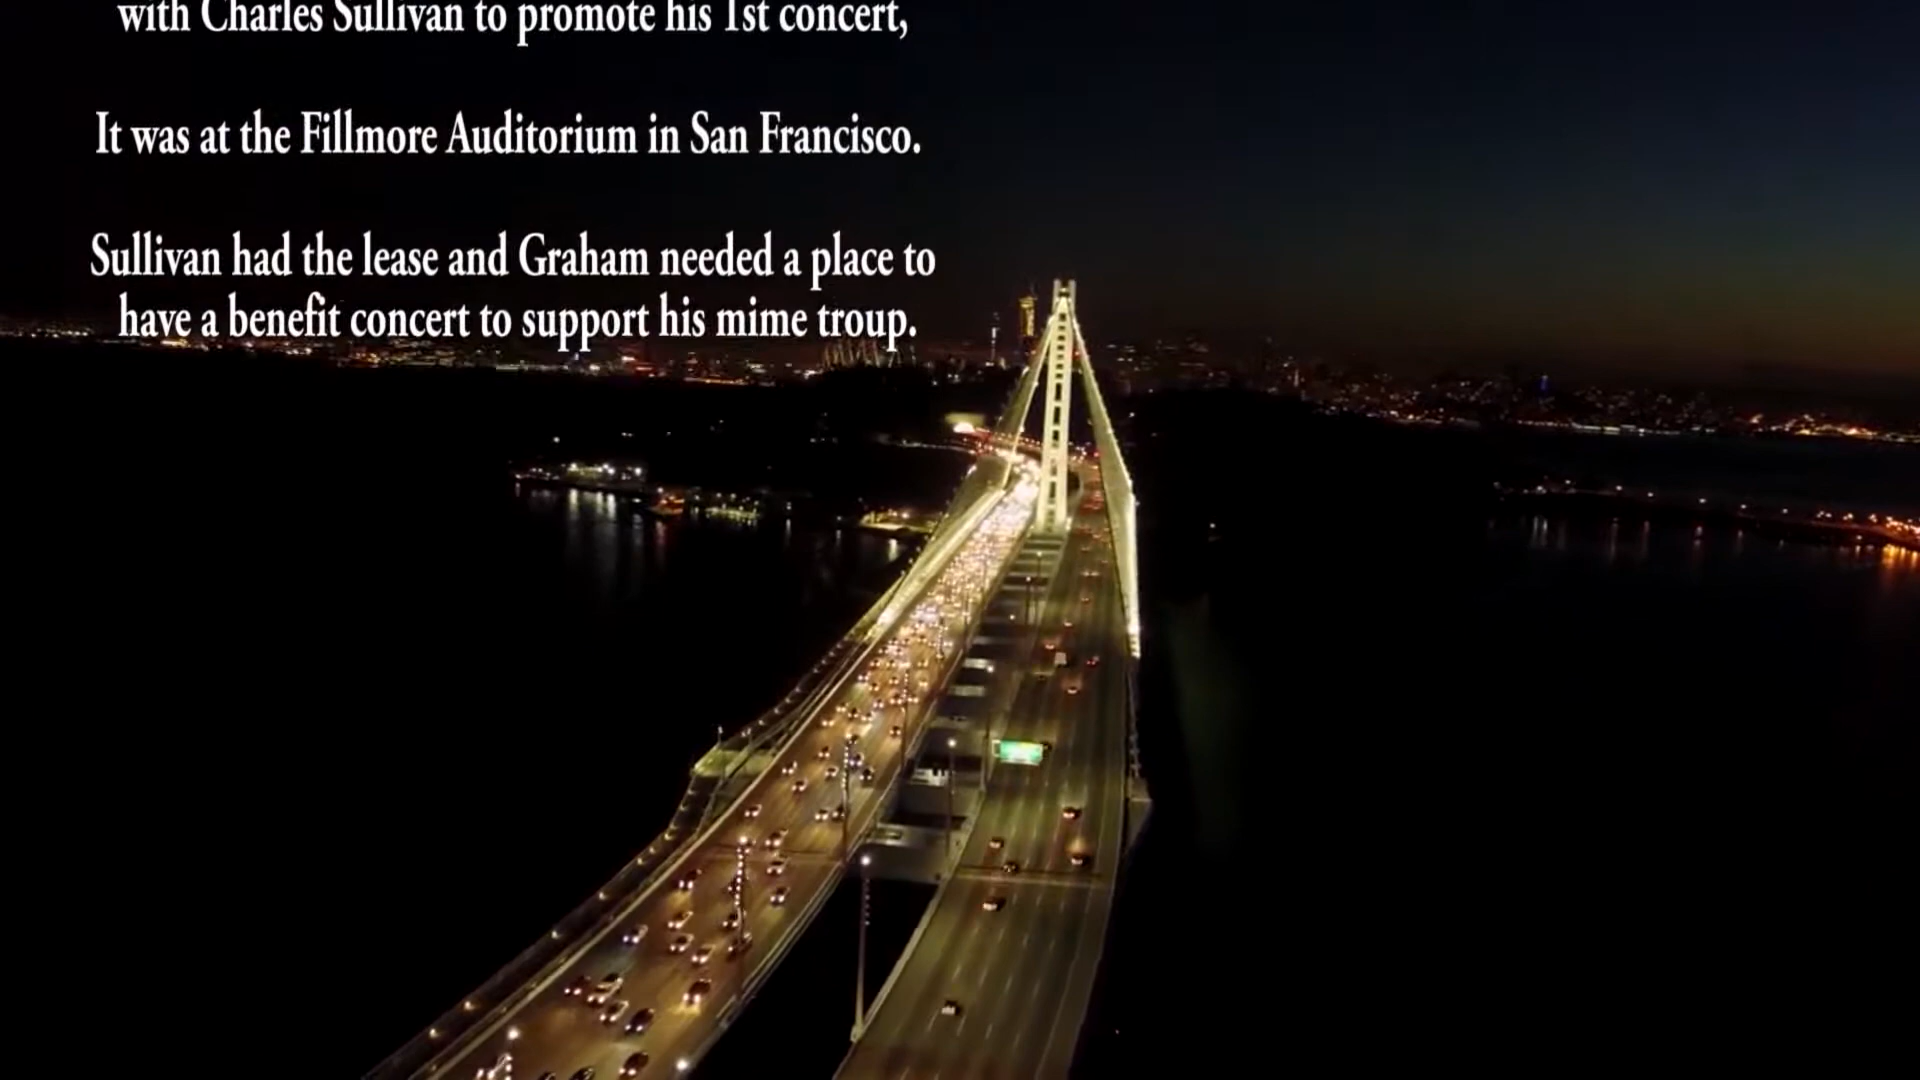 with Charles Sullivan to promote his 1st concert,
It was at the Fillmore Auditorium in San Francisco.
Sullivan had the lease and Graham needed a place to
have a benefit concert to support his mime troup.